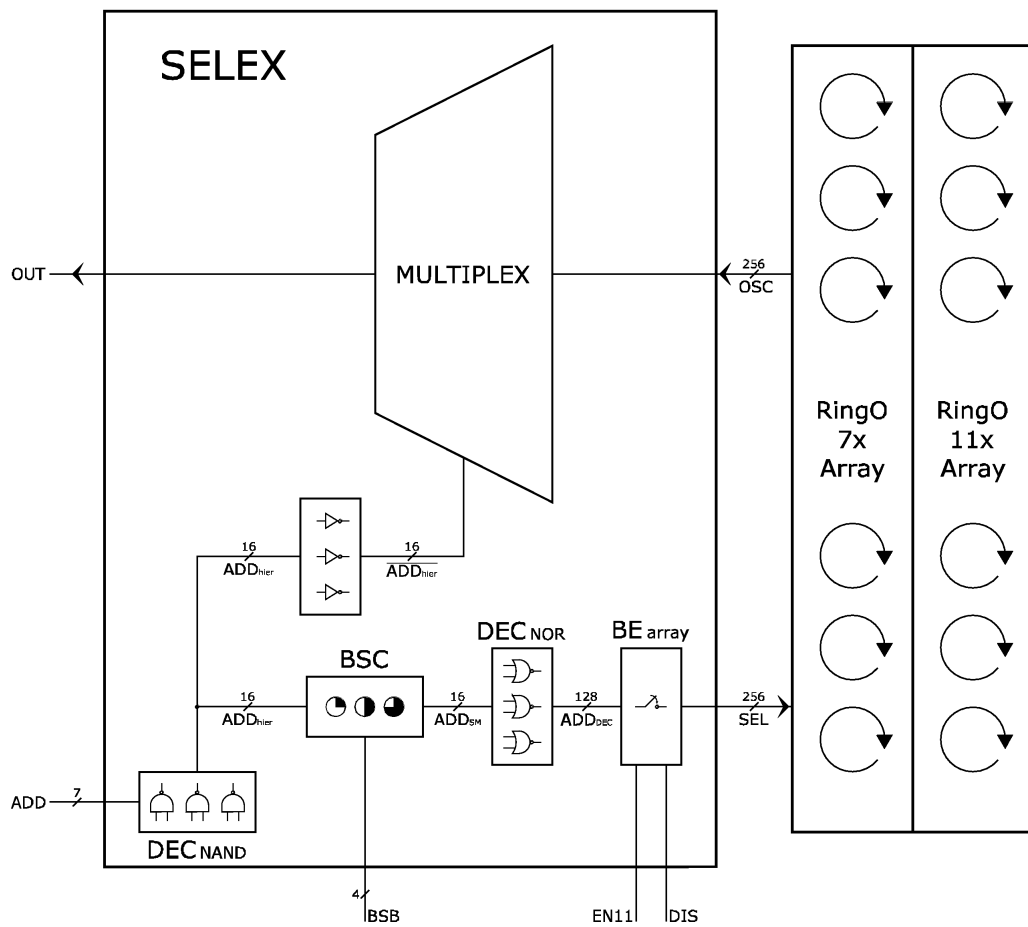 SELEX
MULTIPLEX
OUT
256
OSC
RingO
7x
Array
RingO
11x
Array
16
ADDhier
16
ADDhier
DEC NOR
BE array
BSC
16
ADDhier
16
ADDSM
128
ADDDEC
256
SEL
ADD
7
DEC NAND
4
BSB
EN11
DIS